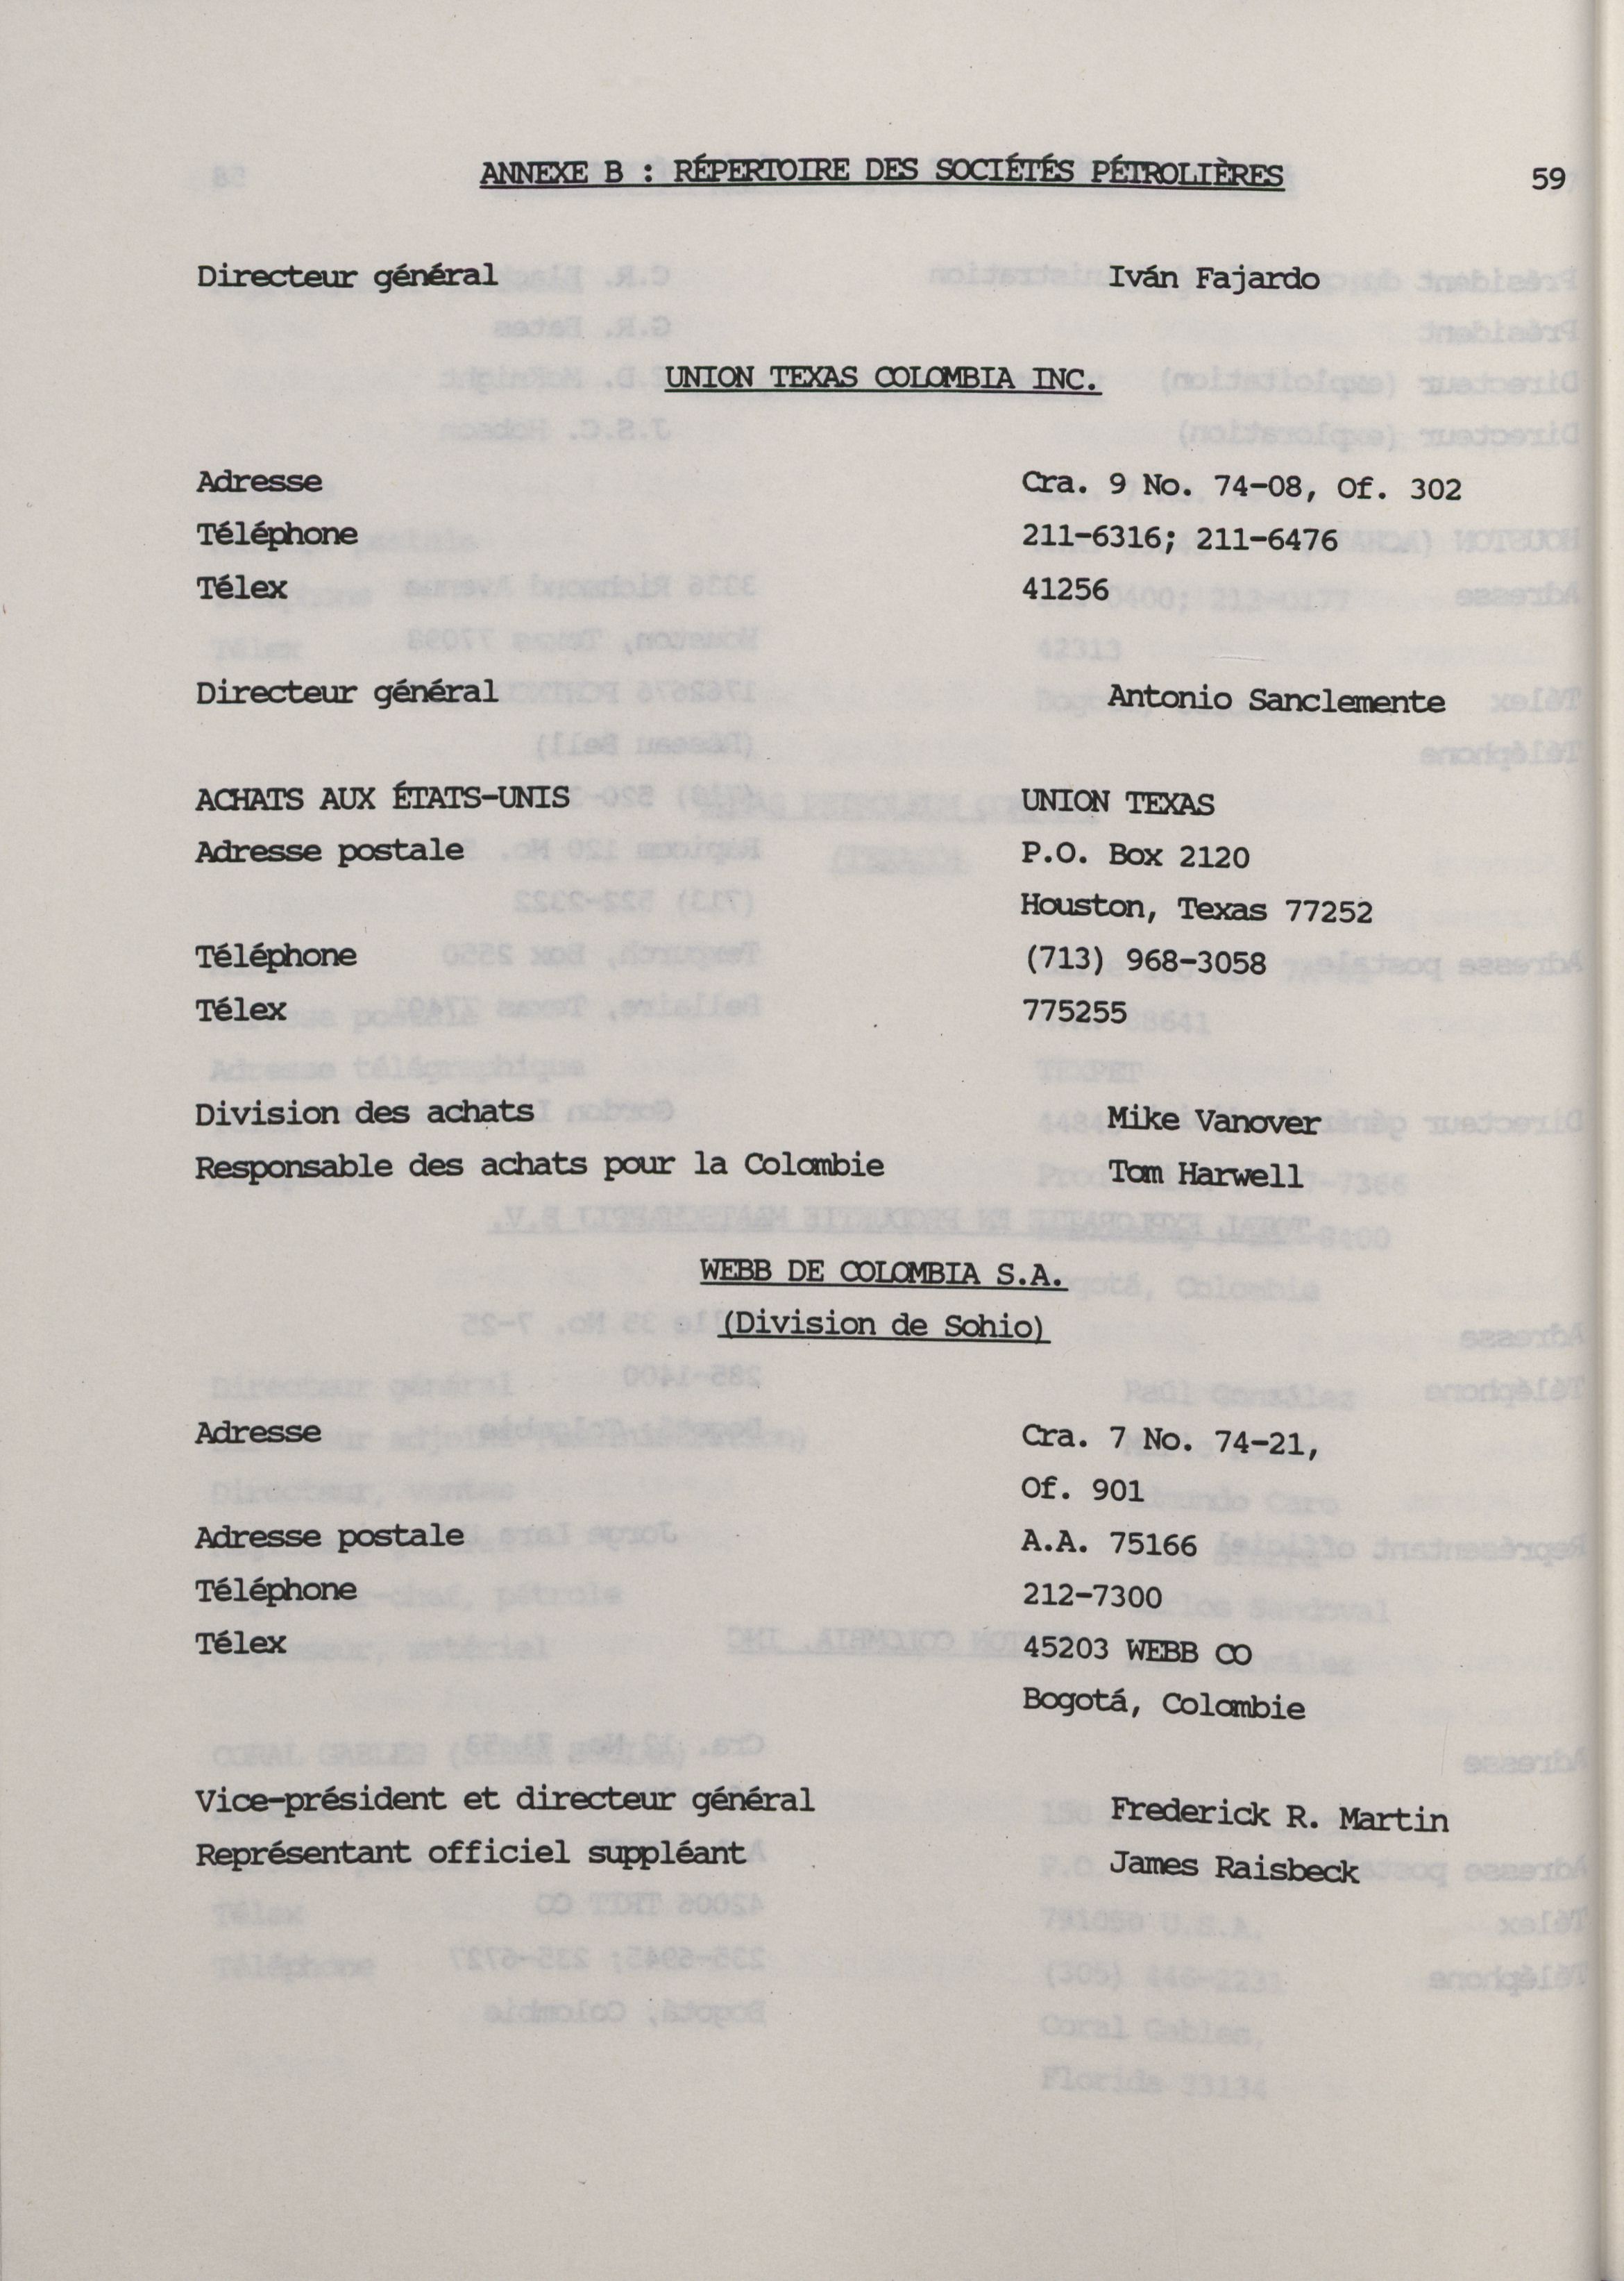 ANNEXE B : RÉPERTOIRE DES SOCIÉTÉS PÉTROLIÈRES 59
Directeur général Iván Fajardo
UNION TEXAS COLOMBIA INC.
Adresse Cra. 9 No. 74-08, Of. 302
Téléphone 211-6316; 211-6476
Télex 41256
Directeur général Antonio Sanclemente
ACHATS AUX ÉTATS-UNIS UNION TEXAS
Adresse postale P.O. Box 2120
Houston, Texas 77252
Téléphone (713) 968-3058
Télex 775255
Division des achats Mike Vanover
Responsable des achats pour la Colombie Tom Harwell
WEBB DE COLOMBIA S.A.
(Division de Sohio)
Adresse Cra. 7 No. 74-21,
Of. 901
Adresse postale A.A. 75166
Téléphone 212-7300
Télex 45203 WEBB CO
Bogotá, Colombie
Vice-président et directeur général Frederick R. Martin
Représentant officiel suppléant James Raisbeck